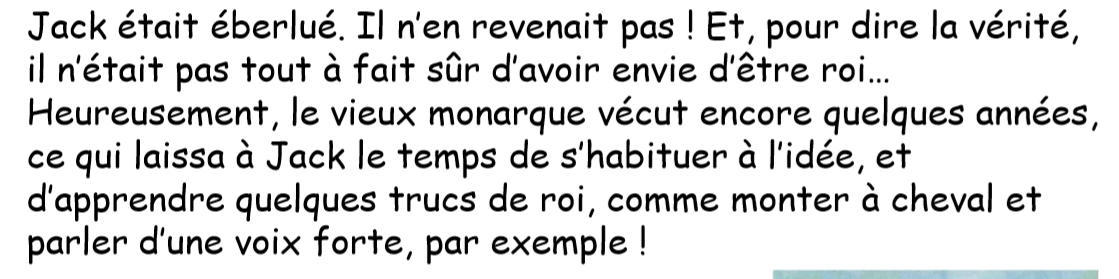 Jack était éberlué. Il n'en revenait pas ! Et, pour dire la vérité,
il n'était pas tout à fait sûr d'avoir envie d'être roi...
Heureusement, le vieux monarque vécut encore quelques années,
ce qui laissa à Jack le temps de s'habituer à l'idée, et
d'apprendre quelques trucs de roi, comme monter à cheval et
parler d'une voix forte, par exemple !